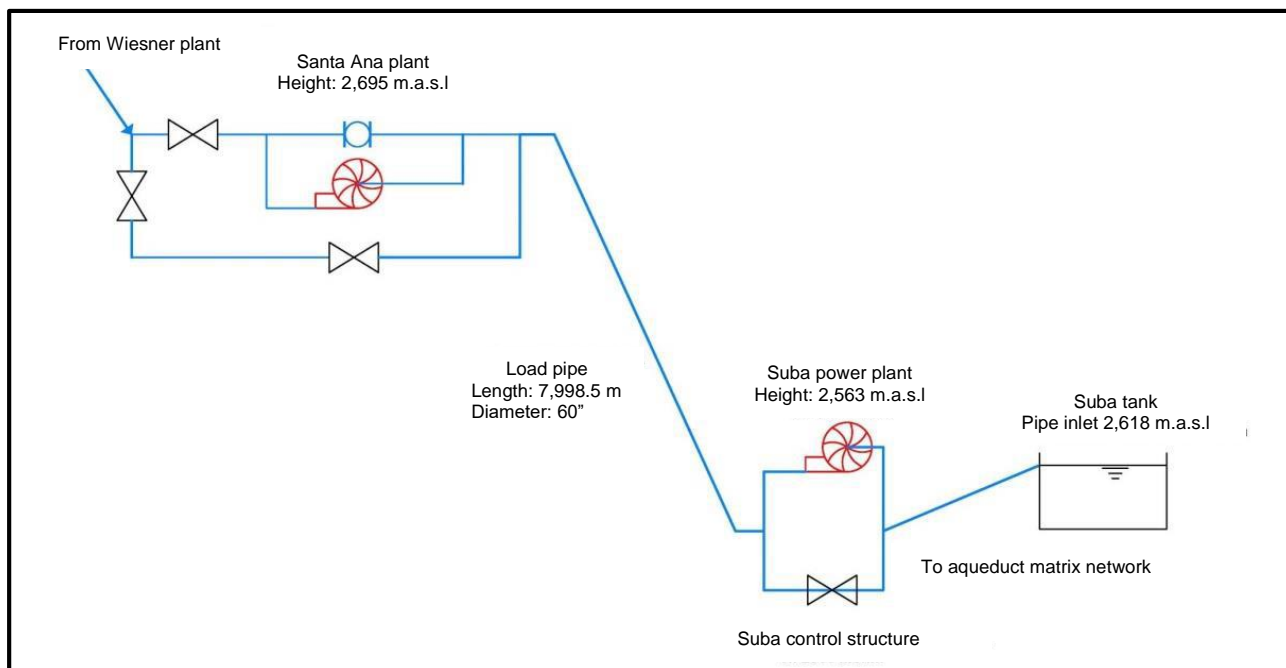 From Wiesner plant
Santa Ana plant
Height: 2,695 m.a.s.l
Load pipe
Length: 7,998.5 m
Diameter: 60”
Suba power plant
Height: 2,563 m.a.s.l
Suba tank
Pipe inlet 2,618 m.a.s.l
To aqueduct matrix network
Suba control structure